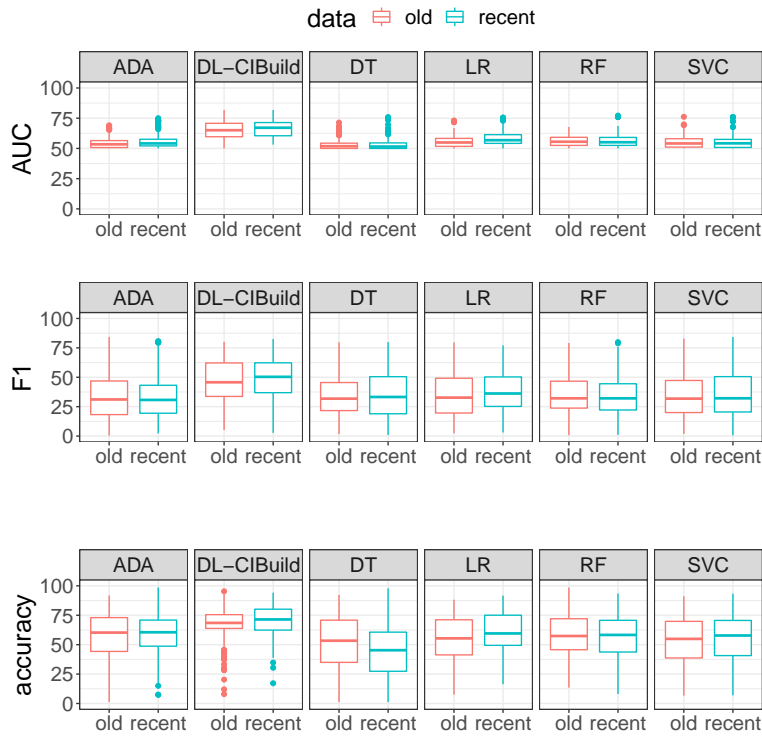 data old recent
ADA DL−CIBuild DT LR RF SVC
100
75
50
25
0
AUC
old recent old recent old recent old recent old recent old recent
ADA DL−CIBuild DT LR RF SVC
100
75
50
25
0
F1
old recent old recent old recent old recent old recent old recent
ADA DL−CIBuild DT LR RF SVC
100
75
50
25
0
accuracy
old recent old recent old recent old recent old recent old recent